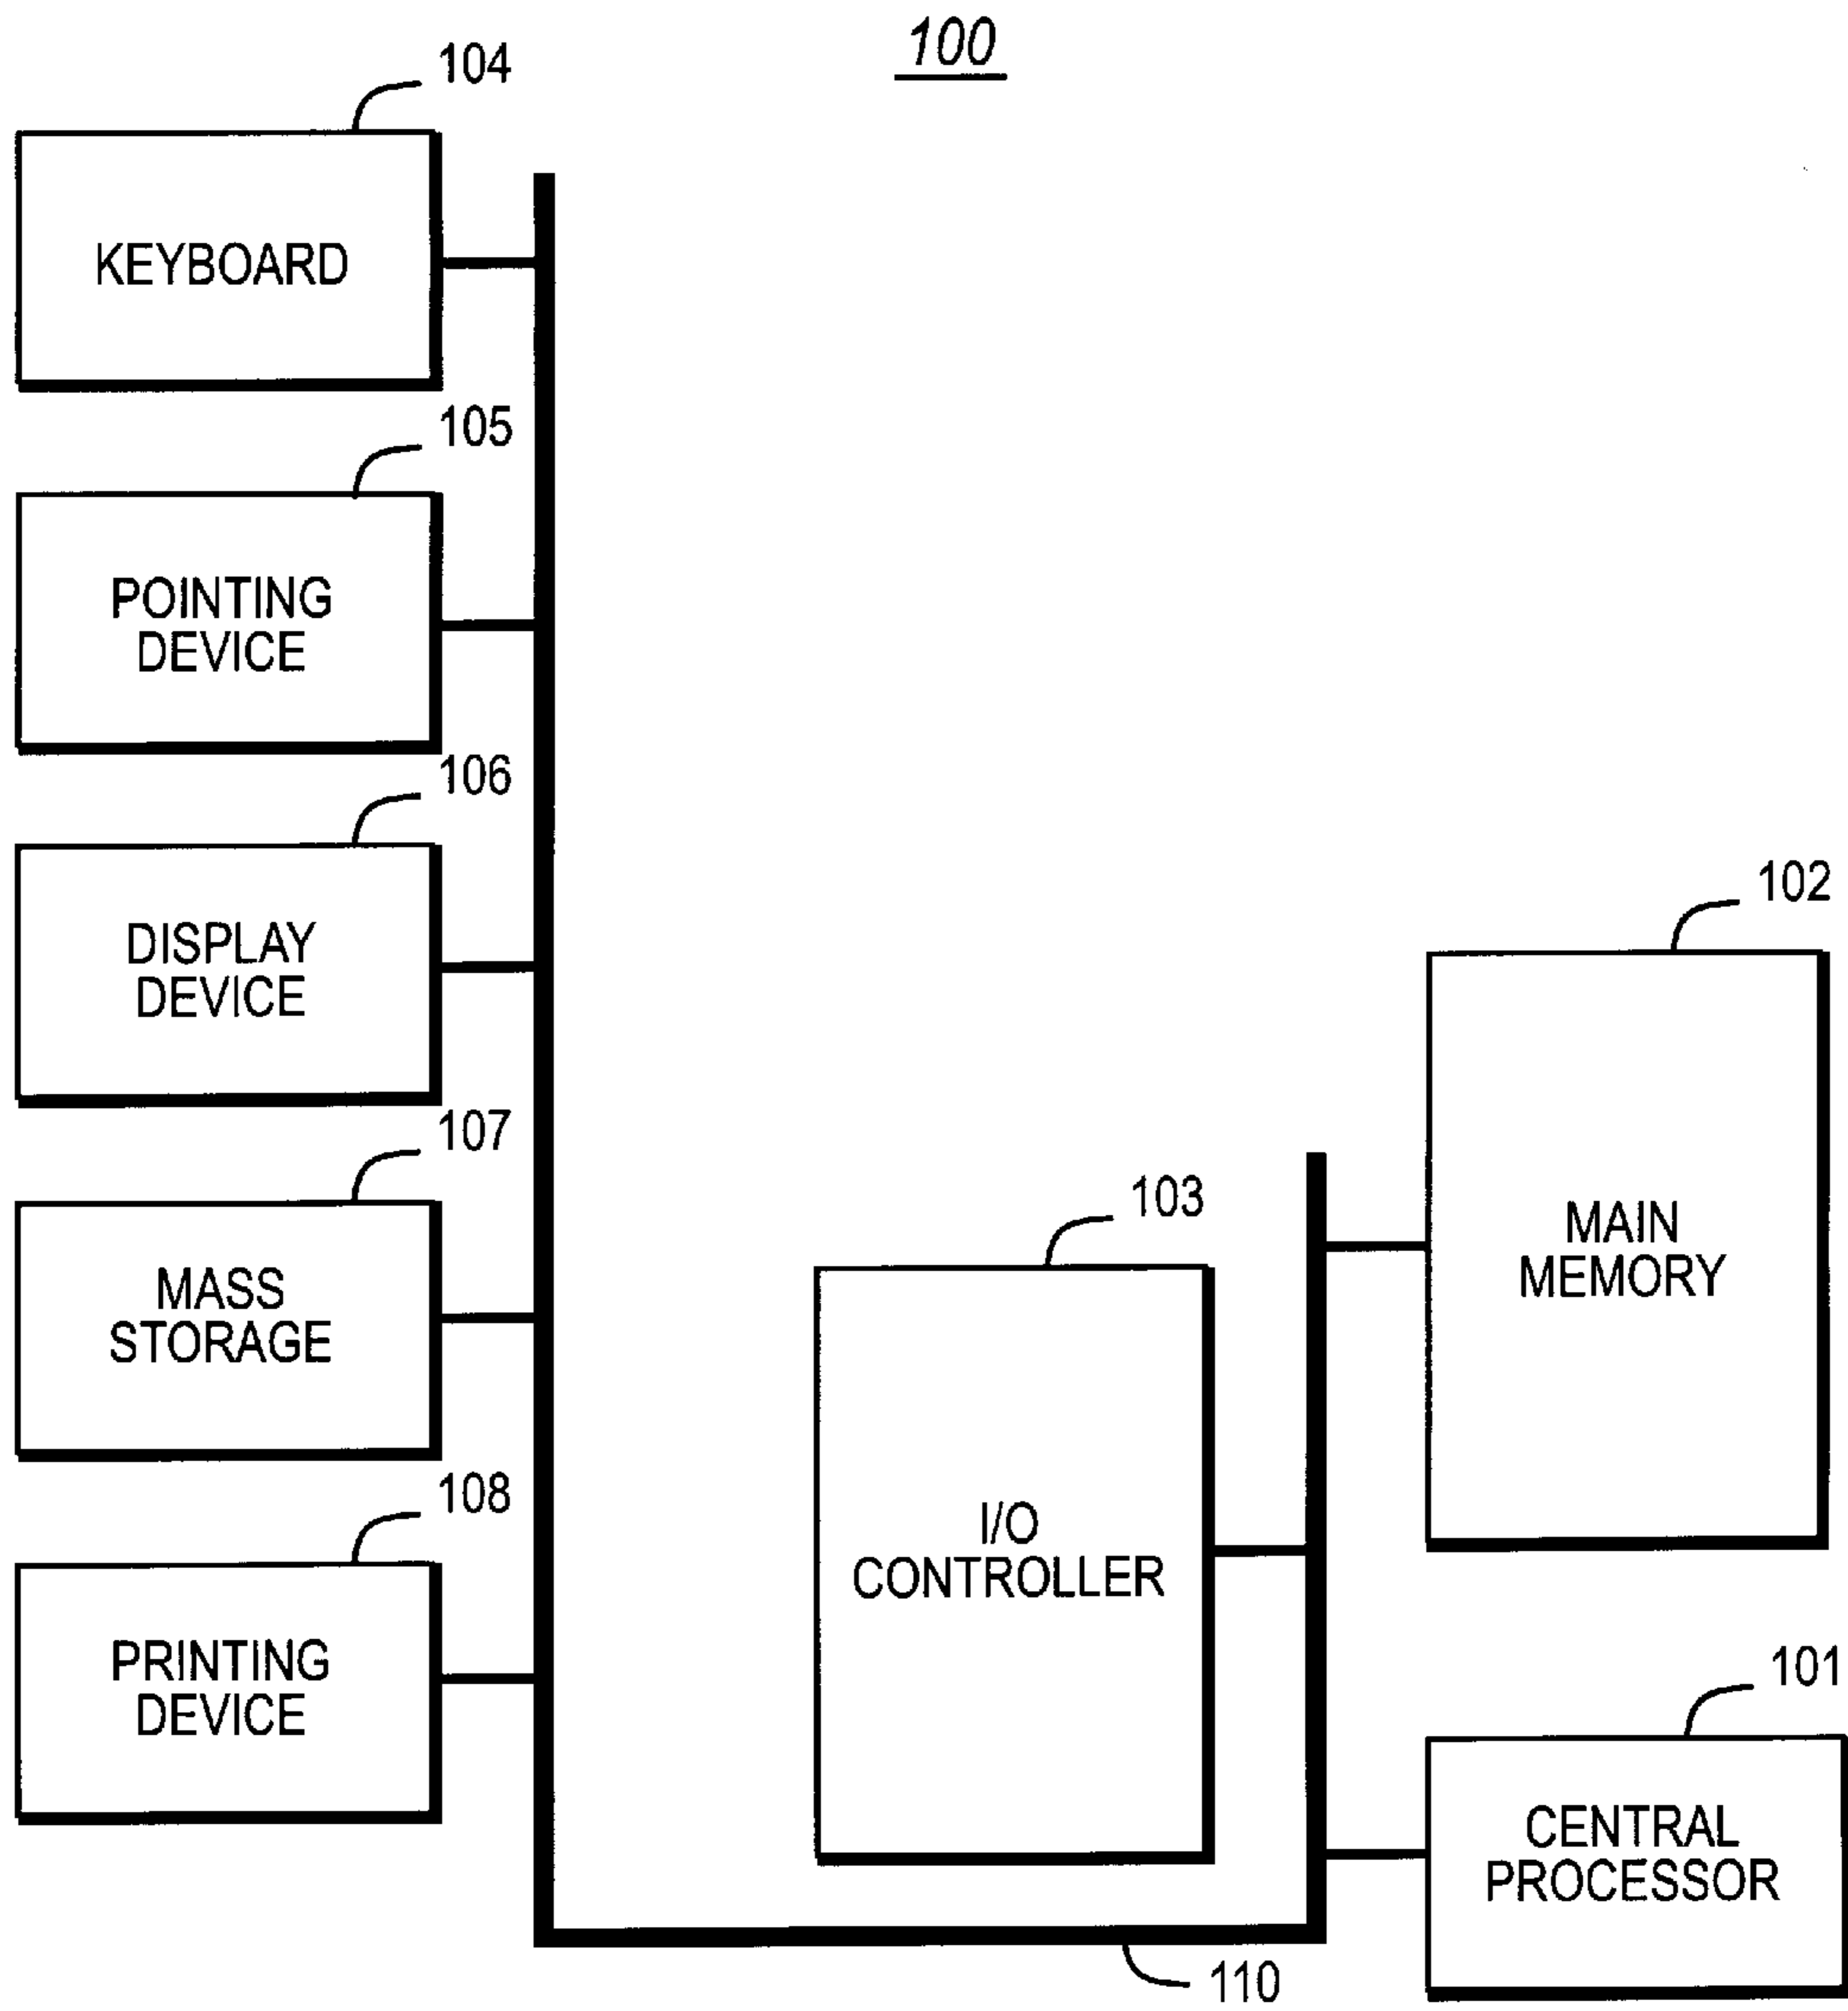 100
104
KEYBOARD
105
POINTING
DEVICE
106
DISPLAY
DEVICE
107
MASS
STORAGE
108
PRINTING
DEVICE
103
I/O
CONTROLLER
102
MAIN
MEMORY
101
CENTRAL
PROCESSOR
110